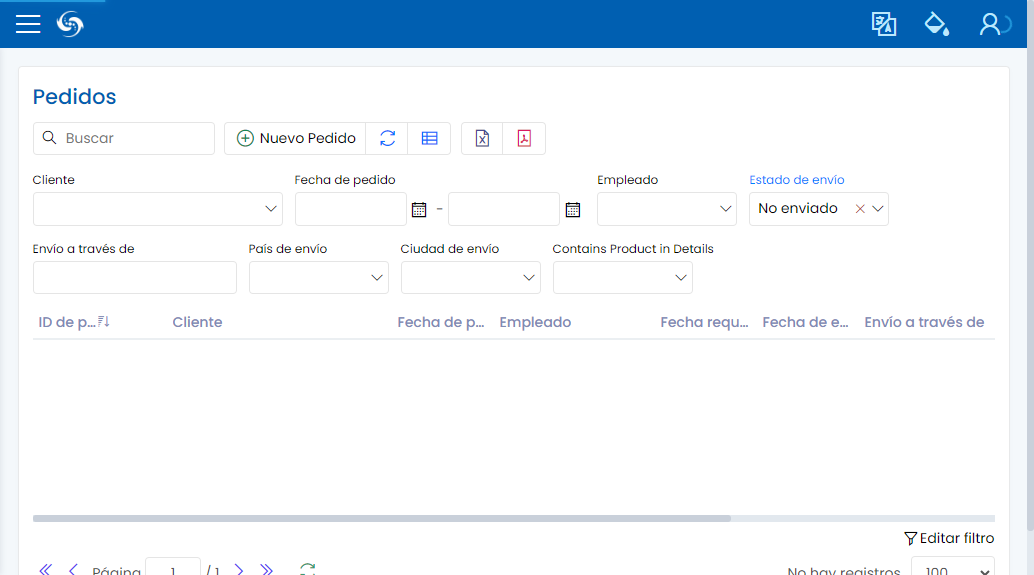 Pedidos
Buscar
Nuevo Pedido
Cliente
Fecha de pedido
Empleado
Estado de envío
-
No enviado
Envío a través de
País de envío
Ciudad de envío
Contains Product in Details
ID de p...
Cliente
Fecha de p...
Empleado
Fecha requ...
Fecha de e...
Envío a través de
Editar filtro
Página 1 / 1
No hay registros 100